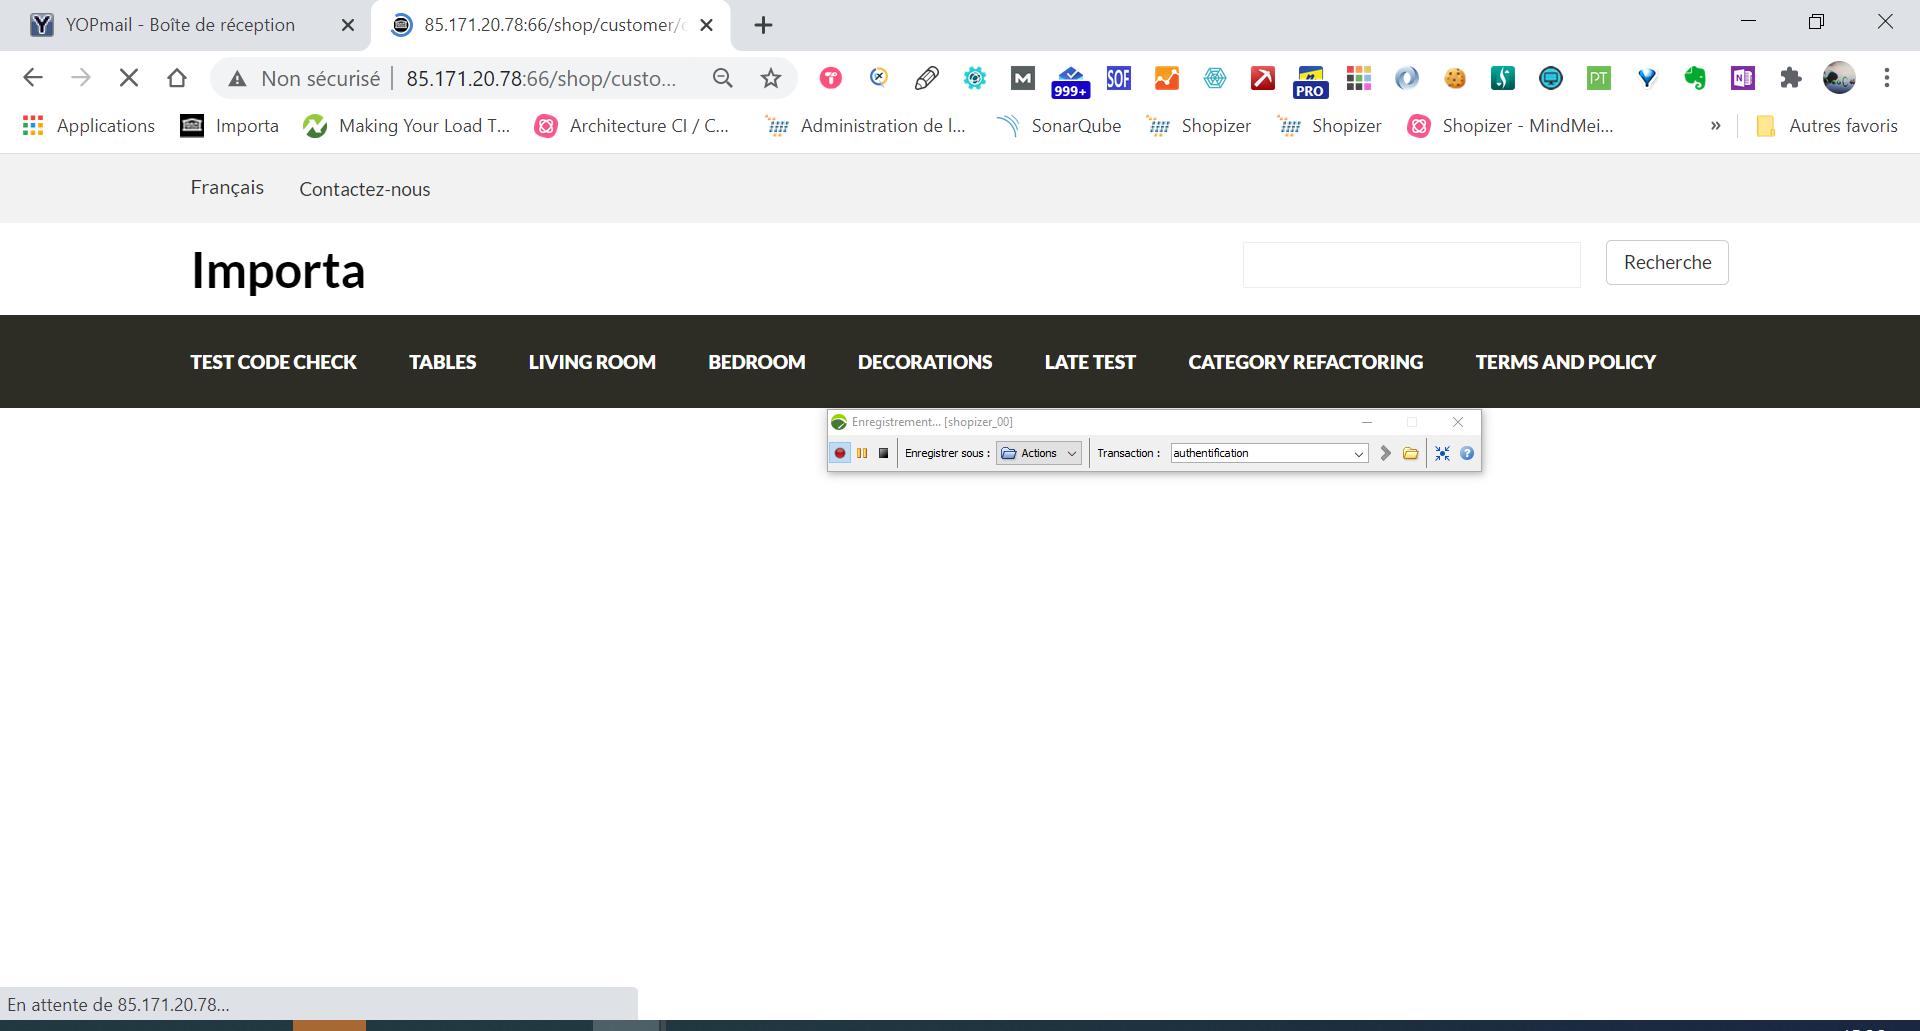 YOPmail - Boîte de réception
85.171.20.78:66/shop/customer/
Non sécurisé
85.171.20.78:66/shop/custo...
SOF
999+
PRO
PT
Applications
Importa
Making Your Load T...
Architecture CI / C...
Administration de l...
SonarQube
Shopizer
Shopizer
Shopizer - MindMei...
»
Autres favoris
Français
Contactez-nous
Importa
Recherche
TEST CODE CHECK
TABLES
LIVING ROOM
BEDROOM
DECORATIONS
LATE TEST
CATEGORY REFACTORING
TERMS AND POLICY
Enregistrement... [shopizer_00]
Enregistrer sous :
Actions
Transaction :
authentification
En attente de 85.171.20.78...